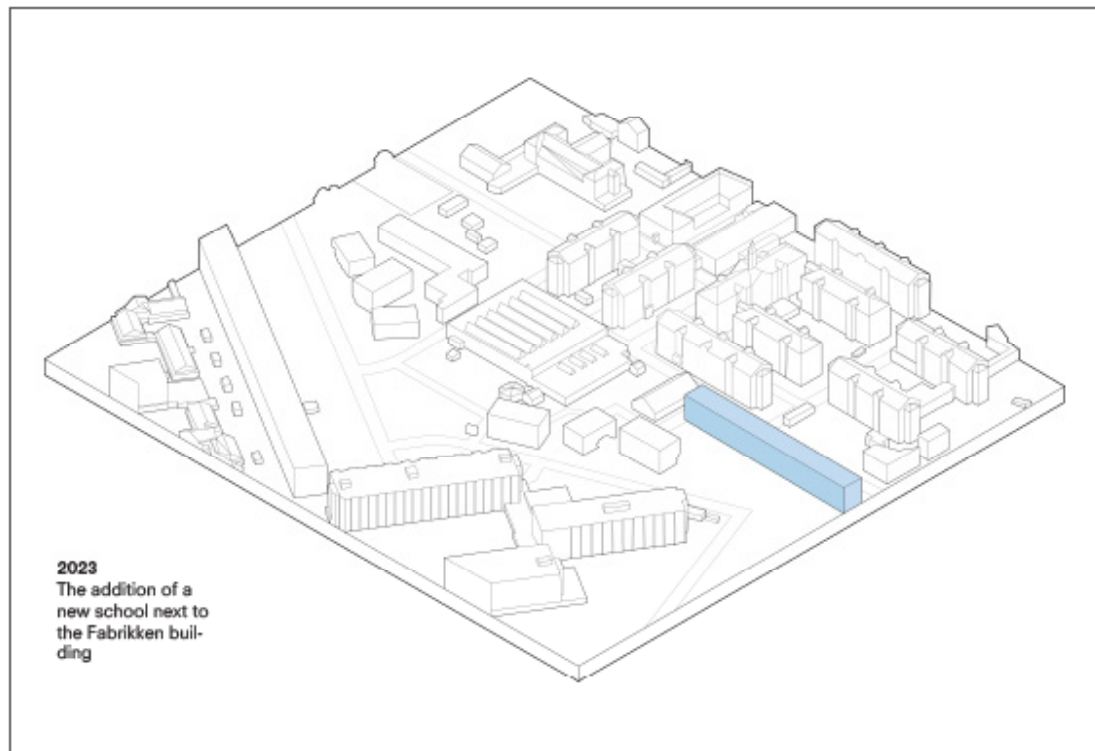 2023
The addition of a
new school next to
the Fabrikken buil-
ding